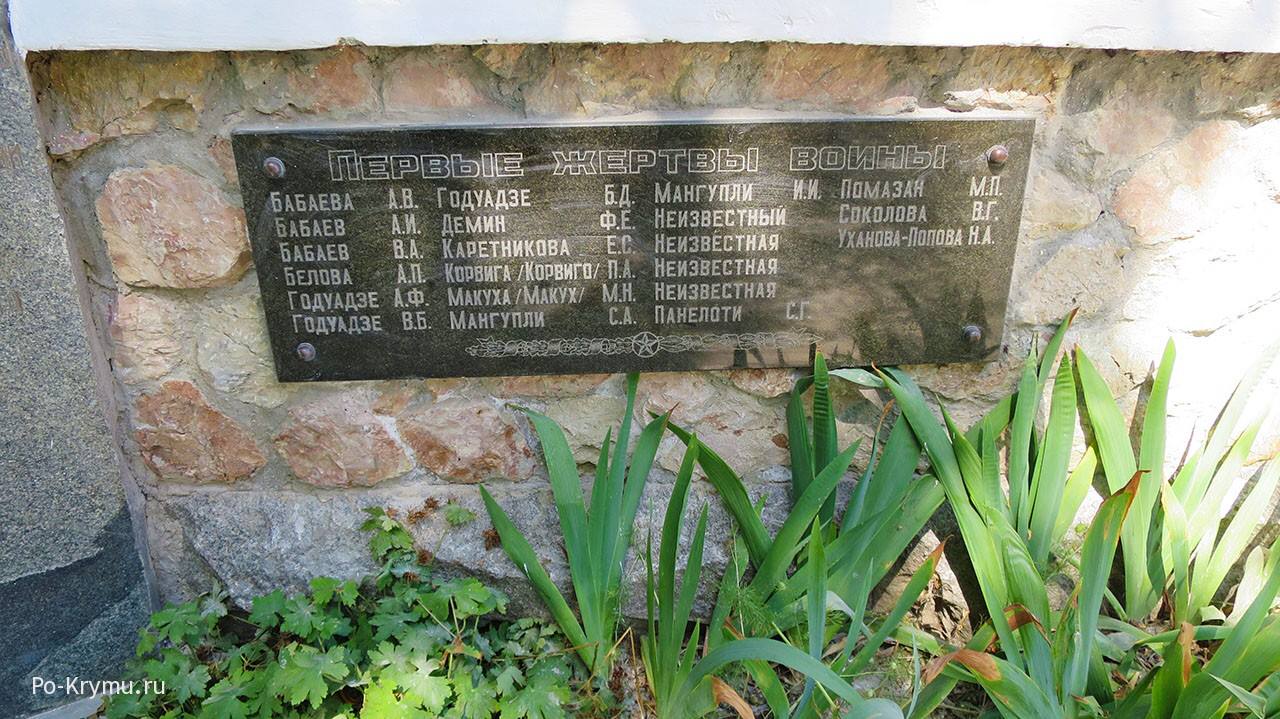 Первые жертвы войны
Бабаева А.В. Годуадзе Б.Д. Мангупли И.И. Помазан М.П.
Бабаев А.И. Демин Ф.Е. Неизвестный Соколова В.Г.
Бабаев В.А. Каретникова Е.С. Неизвестная Уханова-Попова Н.А.
Белова А.П. Корвига /Корвиго/ П.А. Неизвестная
Годуадзе А.Ф. Макуха /Макух/ М.Н. Неизвестная
Годуадзе В.Б. Мангупли С.А. Панелоти С.Г.
Po-Krymu.ru